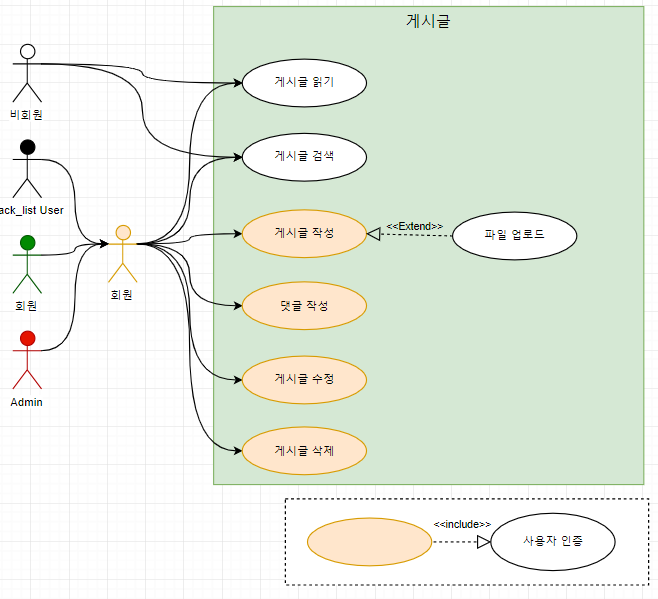 게시글
비회원
ack_list User
회원
Admin
회원
게시글 읽기
게시글 검색
게시글 작성
<<Extend>>
파일 업로드
댓글 작성
게시글 수정
게시글 삭제
<<include>>
사용자 인증